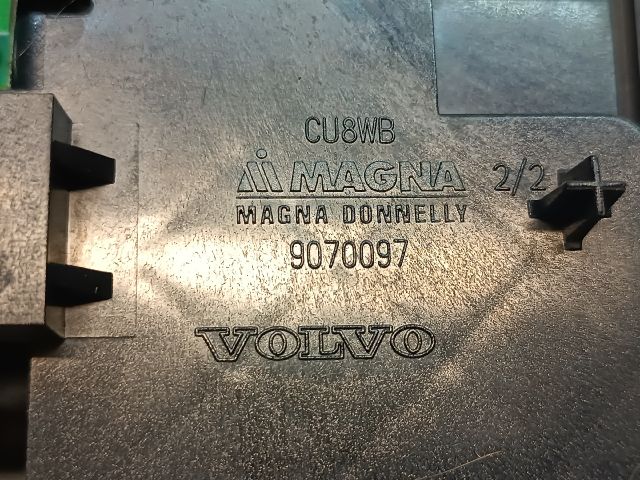 CU8WB
MAGNA 2/2
MAGNA DONNELLY
9070097
VOLVO